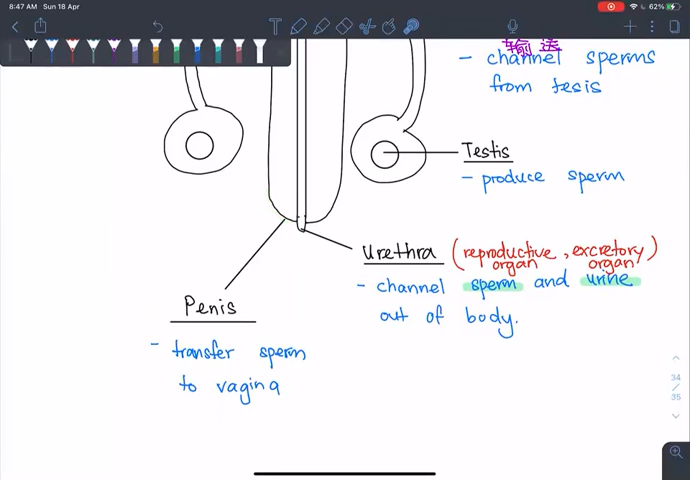 8:47 AM Sun 18 Apr
62%
输送
- channel sperms
from testis
Testis
- produce sperm
Urethra (reproductive organ, excretory organ)
- channel sperm and urine
out of body.
Penis
- transfer sperm
to vagina
34
/
35